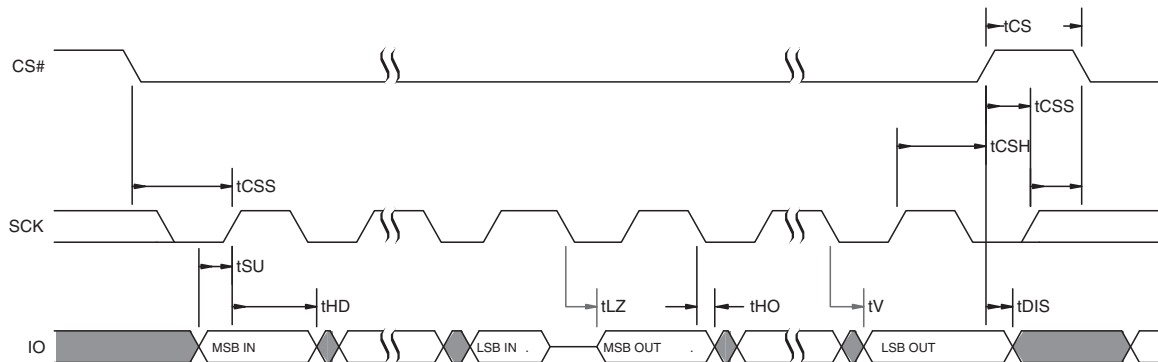 tCS
CS#
tCSS
tCSH
tCSS
SCK
tSU
tHD
tLZ
tHO
tV
tDIS
IO
MSB IN
LSB IN .
MSB OUT .
LSB OUT